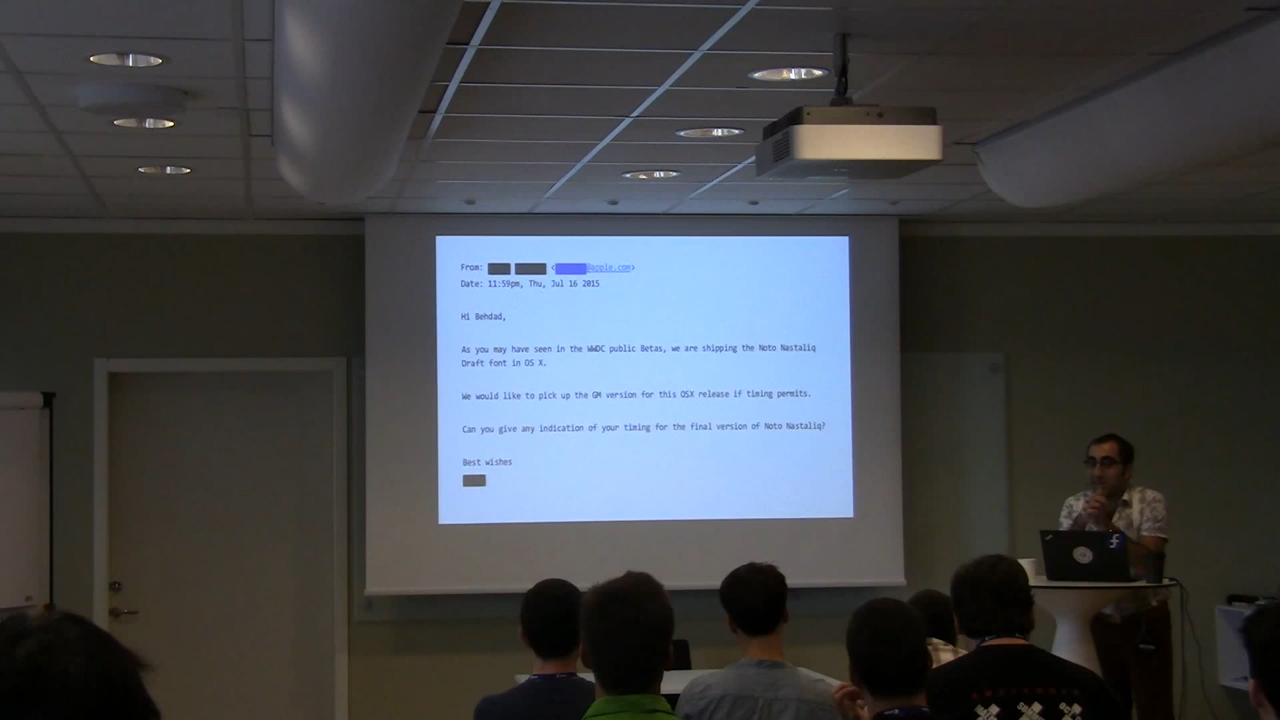 From: <@apple.com>
Date: 11:59pm, Thu, Jul 16 2015
Hi Behdad,
As you may have seen in the WWDC public Betas, we are shipping the Noto Nastaliq
Draft font in OS X.
We would like to pick up the GM version for this OSX release if timing permits.
Can you give any indication of your timing for the final version of Noto Nastaliq?
Best wishes